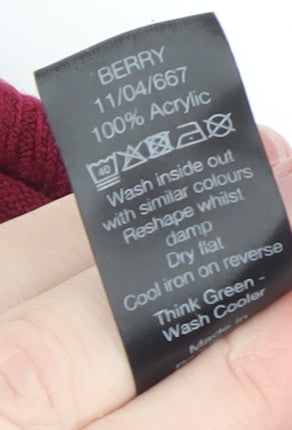 BERRY
11/04/667
100% Acrylic
40
Wash inside out
with similar colours
Reshape whilst
damp
Dry flat
Cool iron on reverse
Think Green -
Wash Cooler
Made in